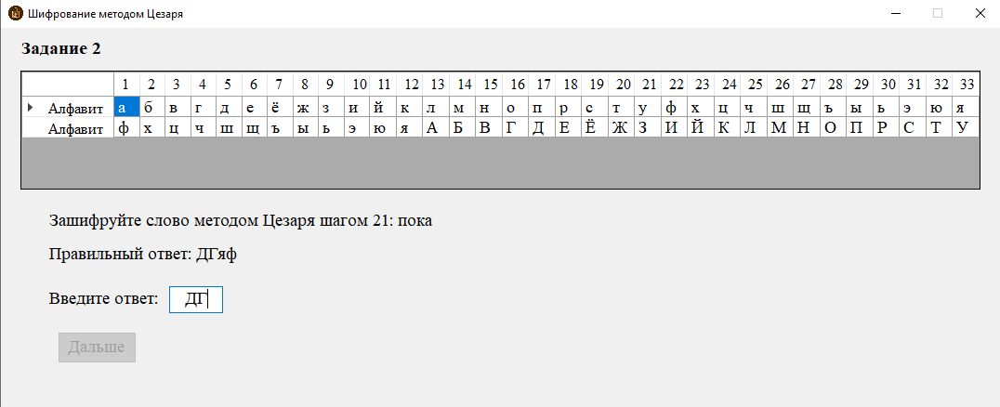 Шифрование методом Цезаря
Задание 2
1 2 3 4 5 6 7 8 9 10 11 12 13 14 15 16 17 18 19 20 21 22 23 24 25 26 27 28 29 30 31 32 33
Алфавит а б в г д е ё ж з и й к л м н о п р с т у ф х ц ч ш щ ъ ы ь э ю я
Алфавит ф х ц ч ш щ ъ ы ь э ю я А Б В Г Д Е Ё Ж З И Й К Л М Н О П Р С Т У
Зашифруйте слово методом Цезаря шагом 21: пока
Правильный ответ: ДГяф
Введите ответ: ДГ
Дальше